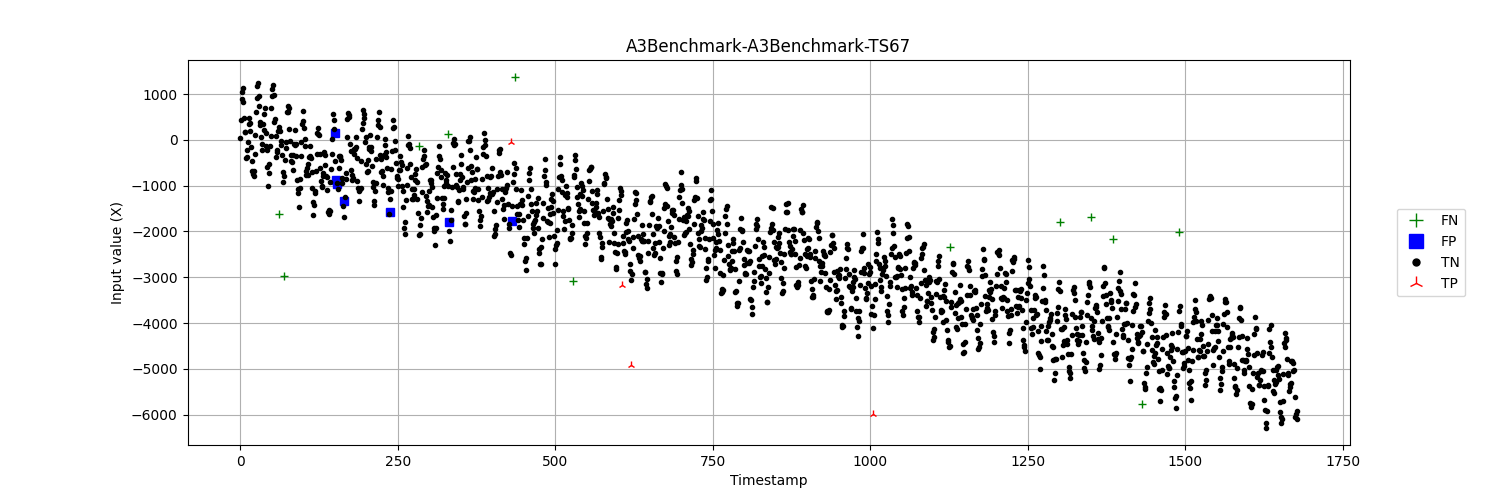 A3Benchmark-A3Benchmark-TS67
1000
0
−1000
−2000
−3000
−4000
−5000
−6000
Input value (X)
0 250 500 750 1000 1250 1500 1750
Timestamp
FN
FP
TN
TP